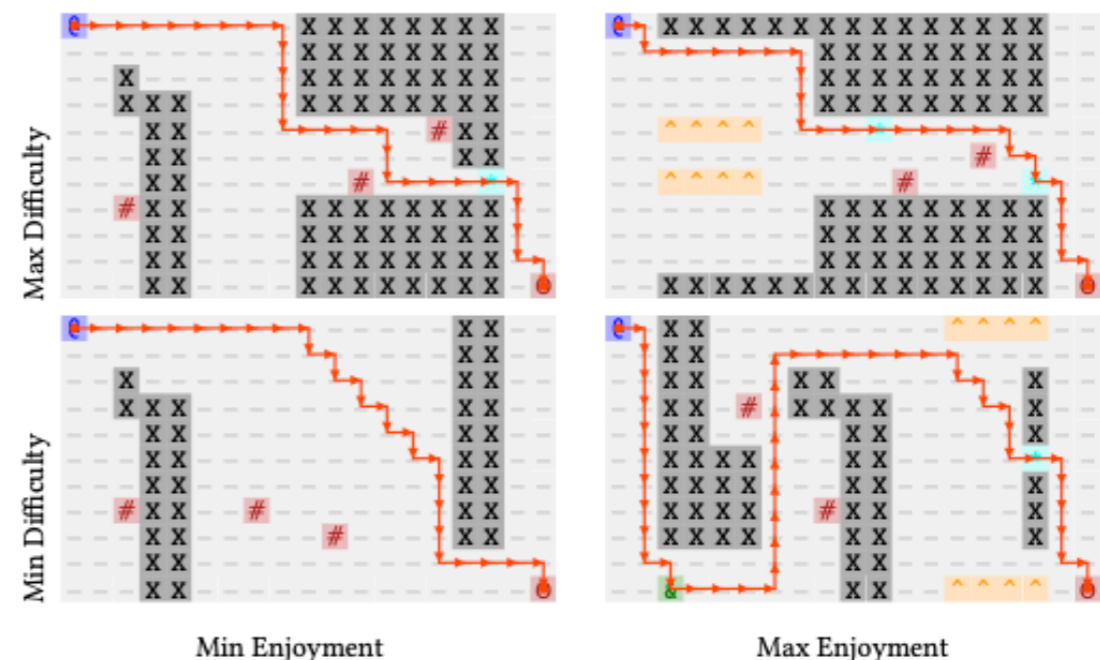 Max Difficulty
@ X X X X X X X X
X X X X X X X X
X X X X X X X X X
X X X X X X X X X X X
X X # X X
X X X X
X X #
# X X X X X X X X X X
X X X X X X X X X X
X X X X X X X X X X
X X X X X X X X X X O
@ X X X X X X X X X X X X X X X
X X X X X X X X X
X X X X X X X X X
X X X X X X X X X
^ ^ ^ ^
#
^ ^ ^ ^ #
X X X X X X X X X
X X X X X X X X X
X X X X X X X X X
X X X X X X X X X X X X X X X O
Min Difficulty
@ X X
X X
X X X
X X X X X
X X X X
X X X X
X X X X
# X X # X X
X X # X X
X X
X X O
@ X X ^ ^ ^ ^
X X
X X X X X
X X # X X X X X
X X X X X
X X X X X X
X X X X X X X
X X X X # X X X
X X X X X X X
X X
& X X ^ ^ ^ ^ O
Min Enjoyment
Max Enjoyment